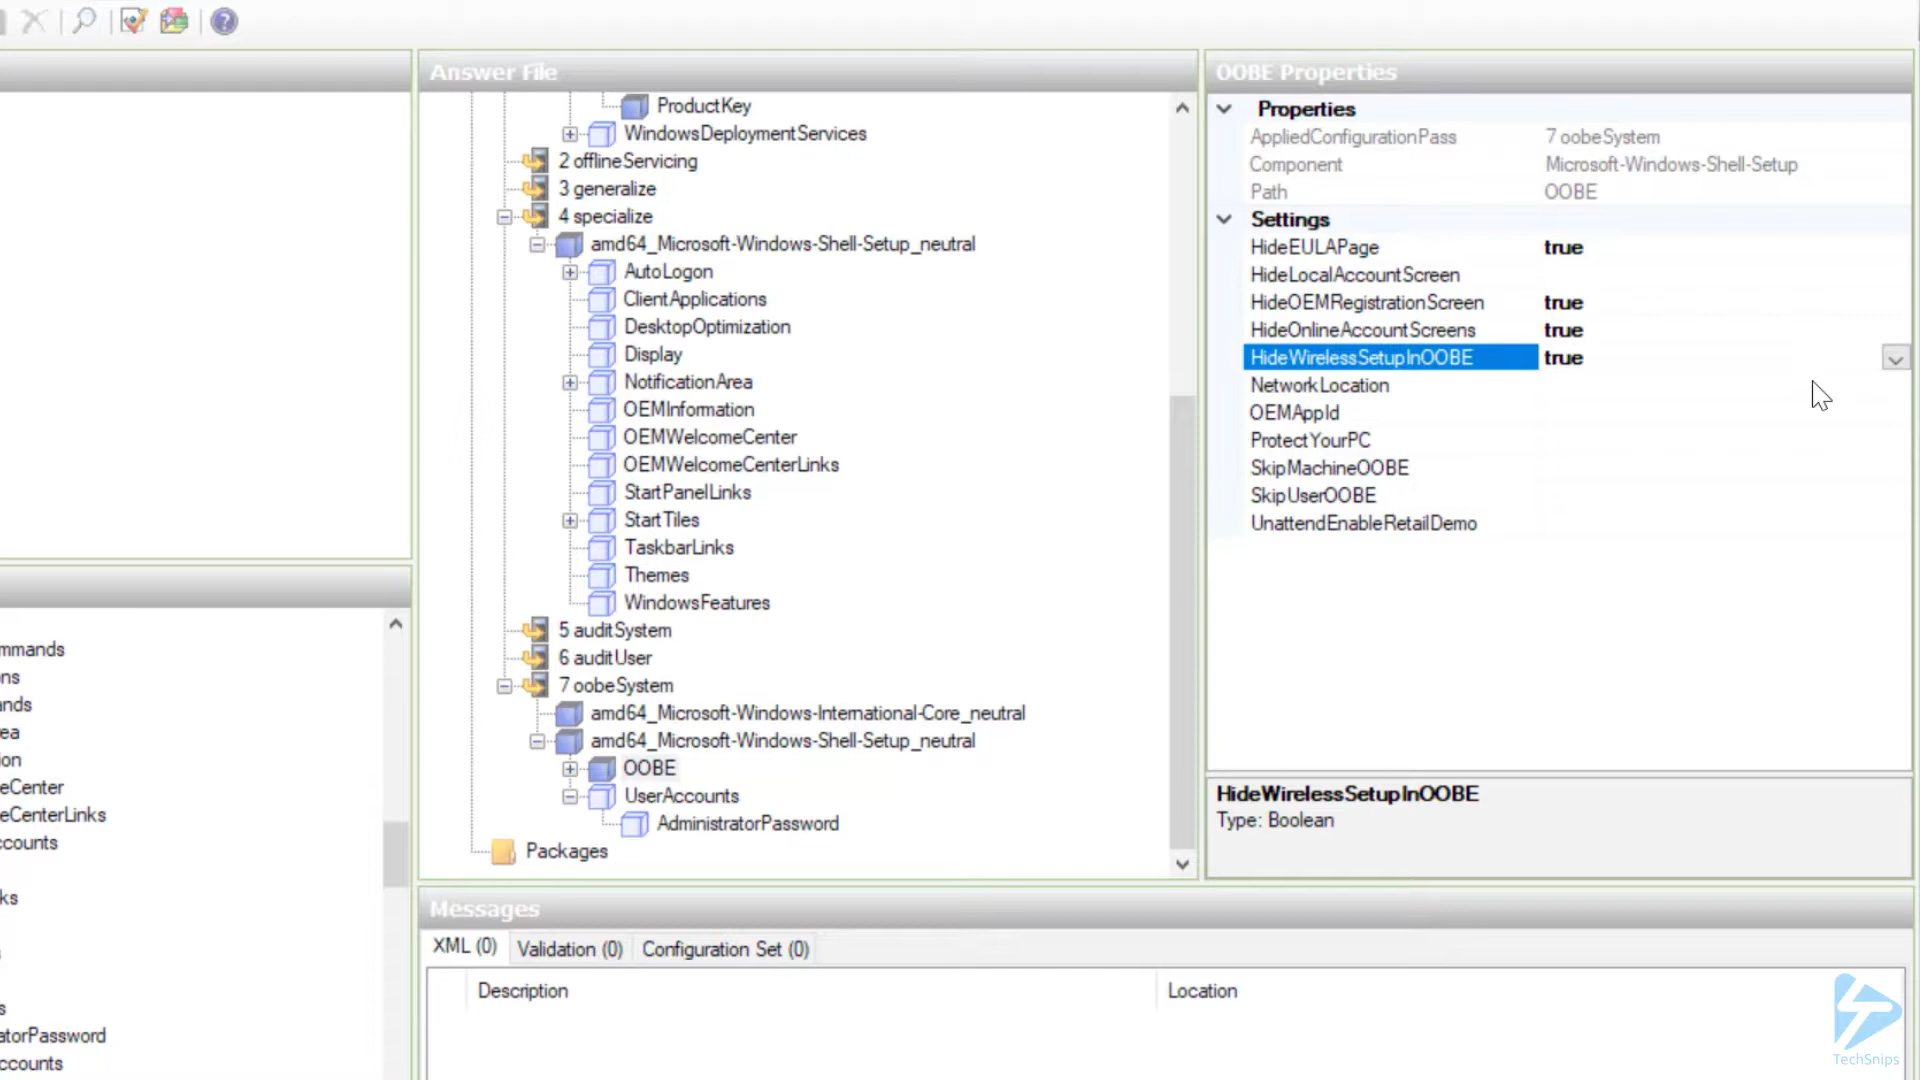 Answer File
ProductKey
WindowsDeploymentServices
2 offlineServicing
3 generalize
4 specialize
amd64_Microsoft-Windows-Shell-Setup_neutral
AutoLogon
ClientApplications
DesktopOptimization
Display
NotificationArea
OEMInformation
OEMWelcomeCenter
OEMWelcomeCenterLinks
StartPanelLinks
StartTiles
TaskbarLinks
Themes
WindowsFeatures
5 auditSystem
6 auditUser
7 oobeSystem
amd64_Microsoft-Windows-International-Core_neutral
amd64_Microsoft-Windows-Shell-Setup_neutral
OOBE
UserAccounts
AdministratorPassword
Packages
OOBE Properties
Properties
AppliedConfigurationPass 7 oobeSystem
Component Microsoft-Windows-Shell-Setup
Path OOBE
Settings
HideEULAPage true
HideLocalAccountScreen
HideOEMRegistrationScreen true
HideOnlineAccountScreens true
HideWirelessSetupInOOBE true
NetworkLocation
OEMAppId
ProtectYourPC
SkipMachineOOBE
SkipUserOOBE
UnattendEnableRetailDemo
HideWirelessSetupInOOBE
Type: Boolean
mmands
ns
ands
ea
ion
eCenter
eCenterLinks
ccounts
ks
s
atorPassword
ccounts
Messages
XML (0) Validation (0) Configuration Set (0)
Description Location
TechSnips